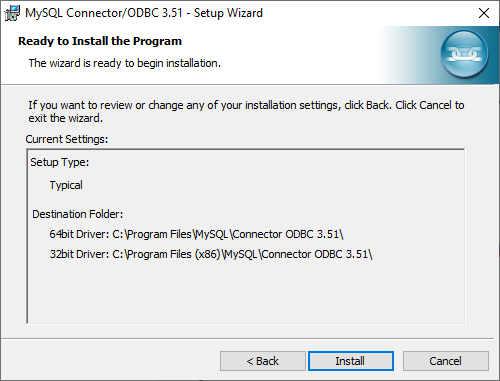 MySQL Connector/ODBC 3.51 - Setup Wizard
Ready to Install the Program
The wizard is ready to begin installation.
If you want to review or change any of your installation settings, click Back. Click Cancel to
exit the wizard.
Current Settings:
Setup Type:
Typical
Destination Folder:
64bit Driver: C:\Program Files\MySQL\Connector ODBC 3.51\
32bit Driver: C:\Program Files (x86)\MySQL\Connector ODBC 3.51\
< Back
Install
Cancel